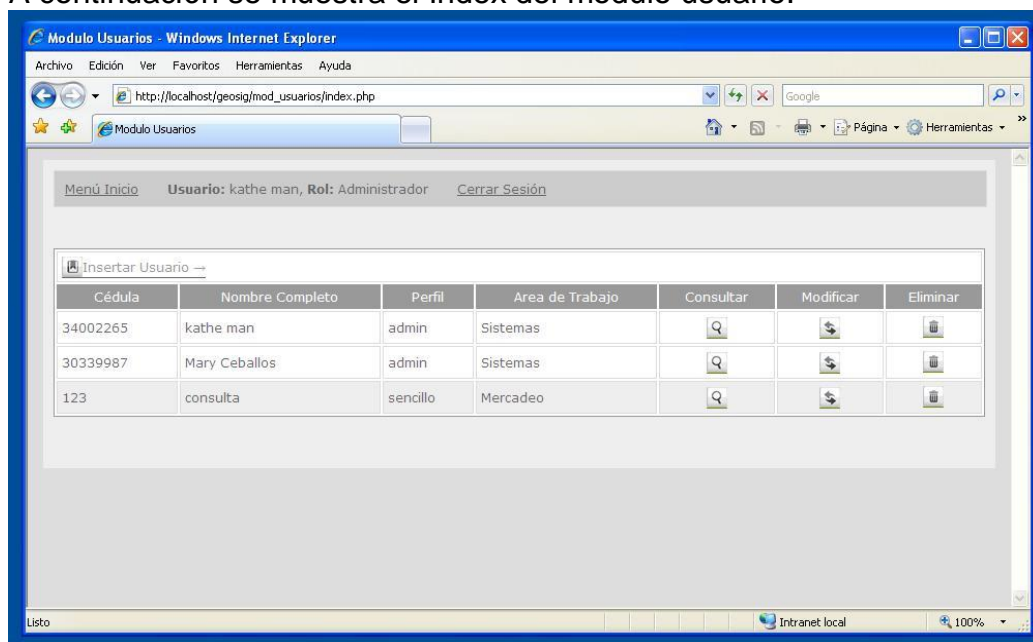 A continuación se muestra el index del modulo usuario.
Modulo Usuarios - Windows Internet Explorer
Archivo Edición Ver Favoritos Herramientas Ayuda
http://localhost/geosig/mod_usuarios/index.php
Google
Modulo Usuarios
Página
Herramientas
Menú Inicio Usuario: kathe man, Rol: Administrador Cerrar Sesión
Insertar Usuario →
Cédula Nombre Completo Perfil Area de Trabajo Consultar Modificar Eliminar
34002265 kathe man admin Sistemas
30339987 Mary Ceballos admin Sistemas
123 consulta sencillo Mercadeo
Listo Intranet local 100%